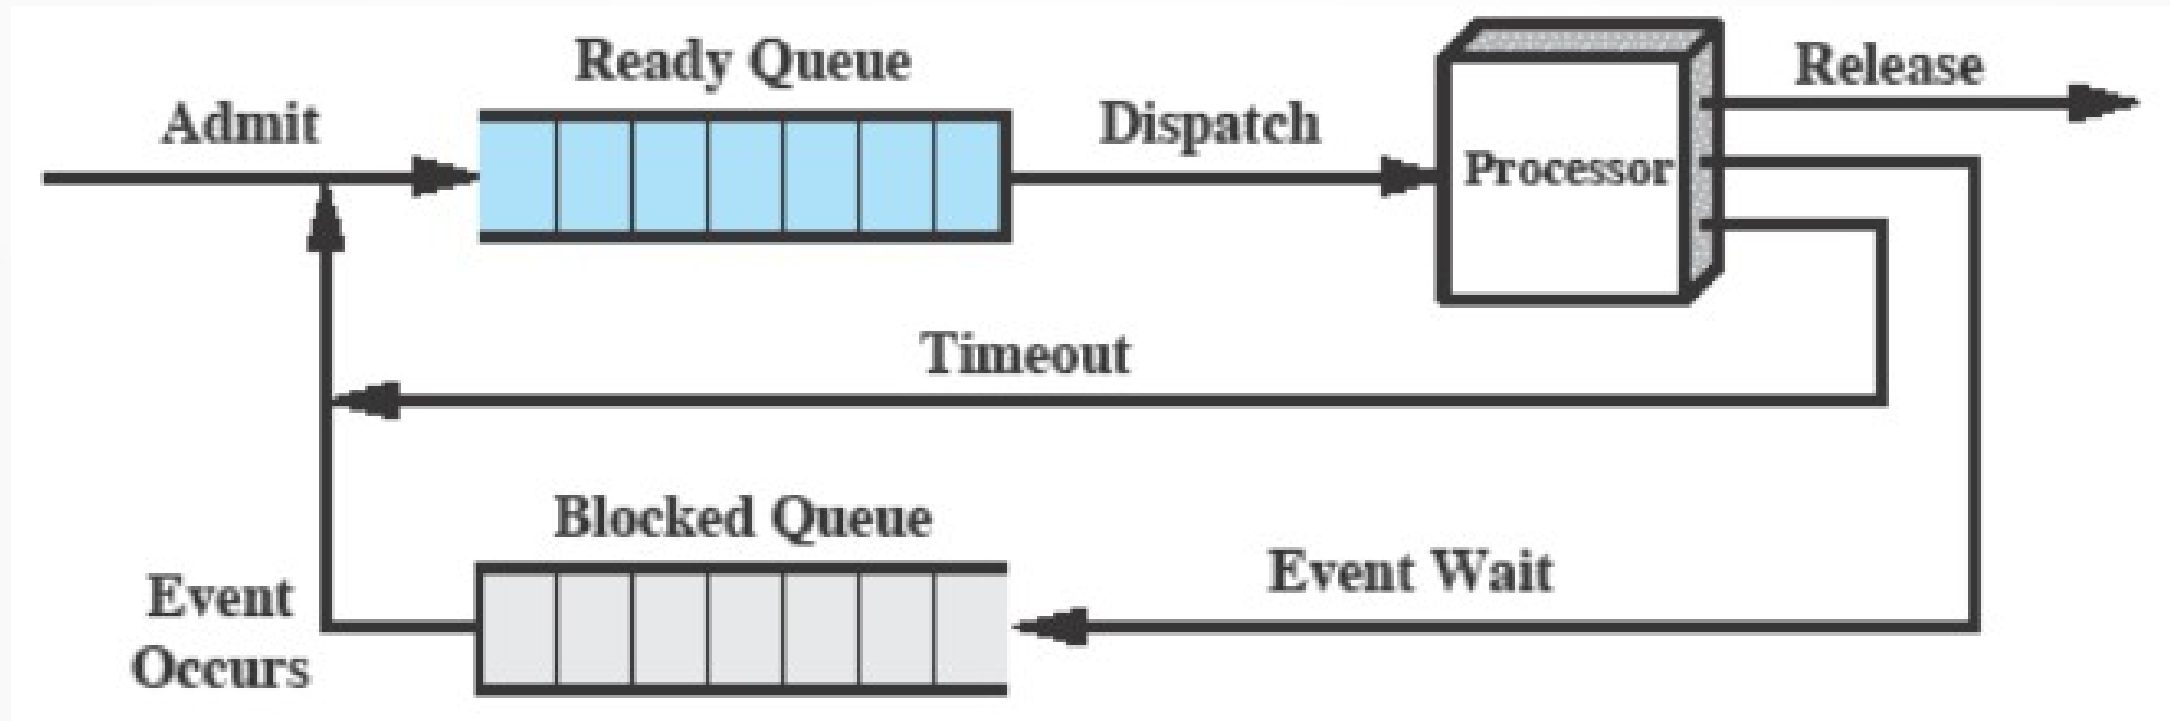 Ready Queue
Release
Admit
Dispatch
Processor
Timeout
Blocked Queue
Event Wait
Event
Occurs